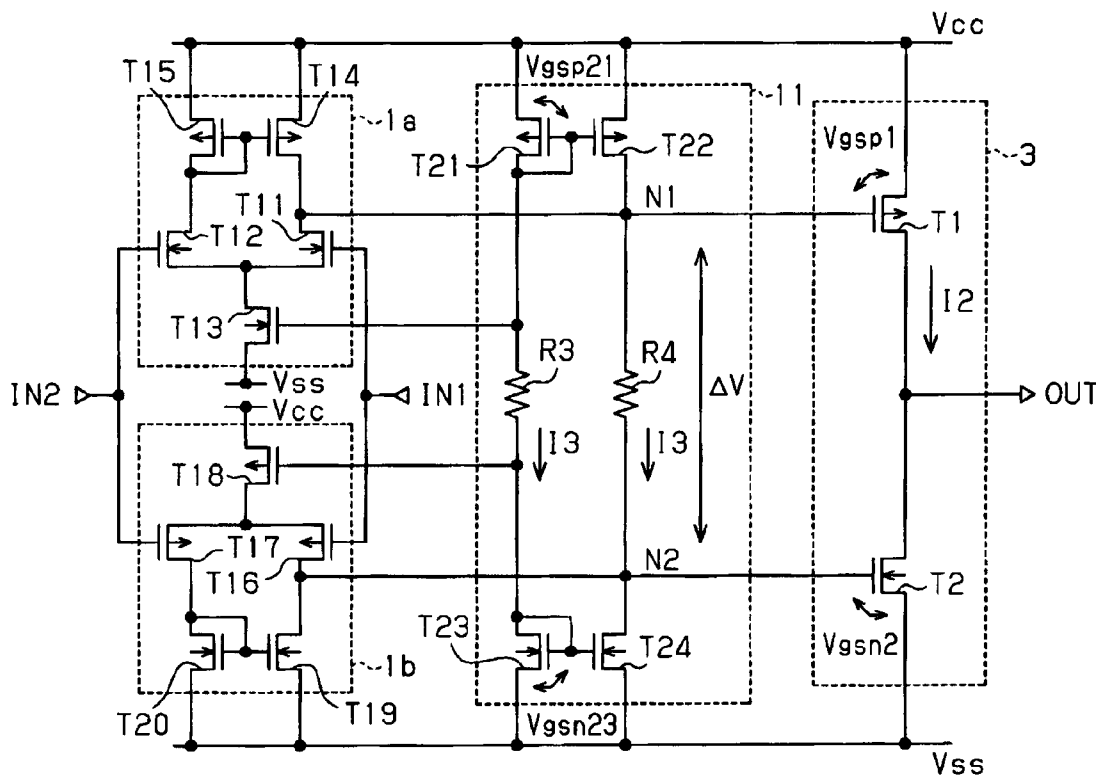 Vcc
T15
T14
Vgsp21
11
1a
Vgsp1
3
T21
T22
T12
T11
N1
T1
T13
I2
R3
R4
IN2
Vss
Vcc
IN1
ΔV
OUT
I3
I3
T18
T17
T16
N2
T2
T23
T24
Vgsn2
1b
T20
T19
Vgsn23
Vss